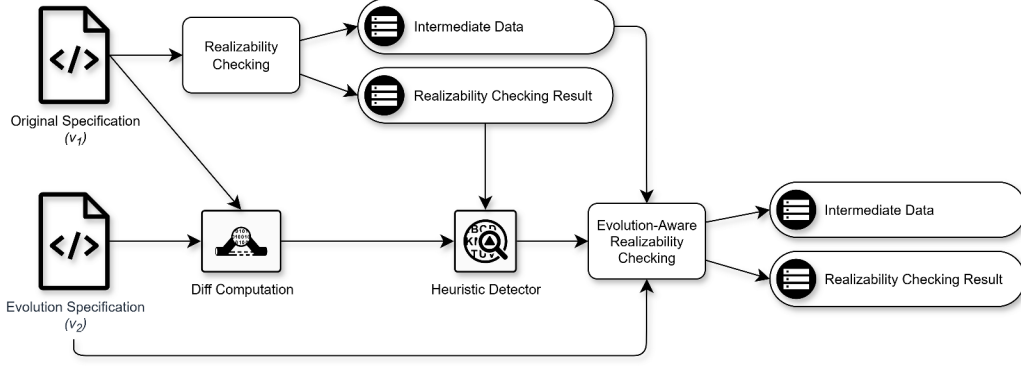 Realizability
Checking
Intermediate Data
Realizability Checking Result
Original Specification
(v1)
Evolution-Aware
Realizability
Checking
Intermediate Data
Realizability Checking Result
Diff Computation
Heuristic Detector
Evolution Specification
(v2)